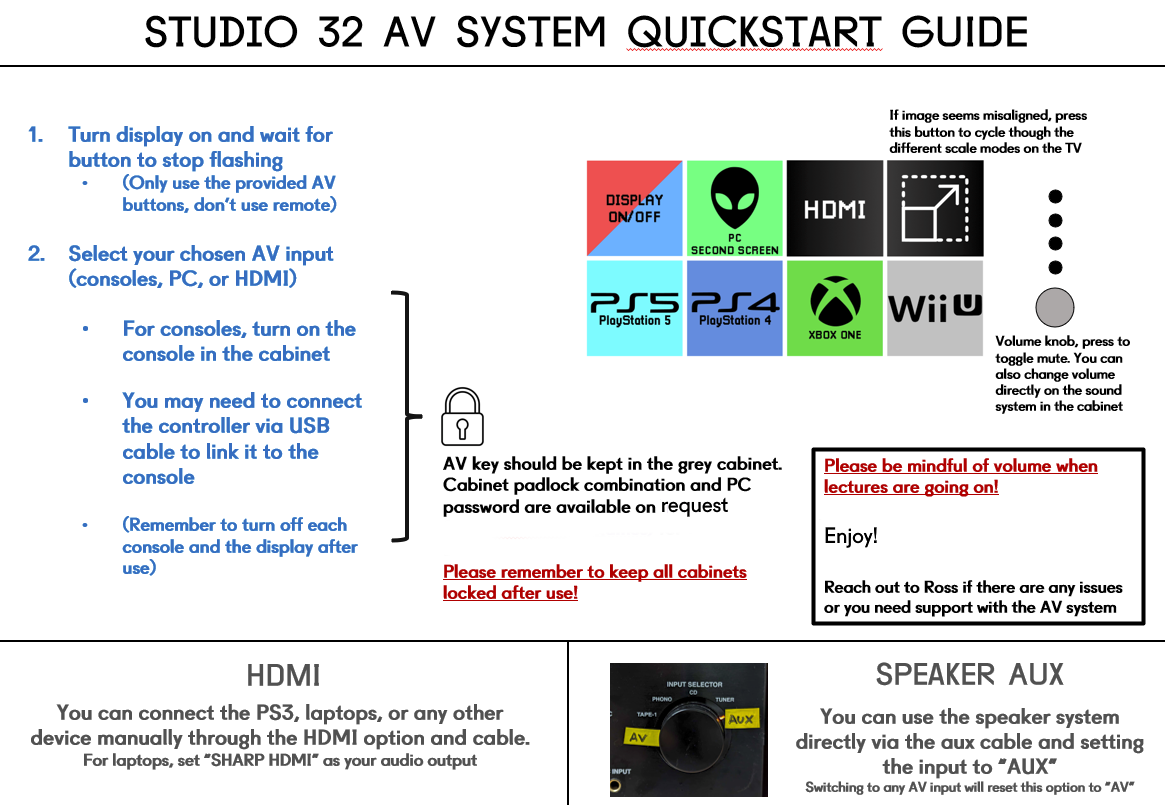 STUDIO 32 AV SYSTEM QUICKSTART GUIDE
1. Turn display on and wait for
button to stop flashing
• (Only use the provided AV
buttons, don't use remote)
2. Select your chosen AV input
(consoles, PC, or HDMI)
• For consoles, turn on the
console in the cabinet
• You may need to connect
the controller via USB
cable to link it to the
console
• (Remember to turn off each
console and the display after
use)
AV key should be kept in the grey cabinet.
Cabinet padlock combination and PC
password are available on request
Please remember to keep all cabinets
locked after use!
If image seems misaligned, press
this button to cycle though the
different scale modes on the TV
DISPLAY
ON/OFF
PC
SECOND SCREEN
HDMI
PS5
PlayStation 5
PS4
PlayStation 4
XBOX ONE
Wii U
Volume knob, press to
toggle mute. You can
also change volume
directly on the sound
system in the cabinet
Please be mindful of volume when
lectures are going on!
Enjoy!
Reach out to Ross if there are any issues
or you need support with the AV system
HDMI
You can connect the PS3, laptops, or any other
device manually through the HDMI option and cable.
For laptops, set "SHARP HDMI" as your audio output
INPUT SELECTOR
CD
PHONO
TUNER
TAPE-1
AUX
AV
INPUT
SPEAKER AUX
You can use the speaker system
directly via the aux cable and setting
the input to "AUX"
Switching to any AV input will reset this option to "AV"